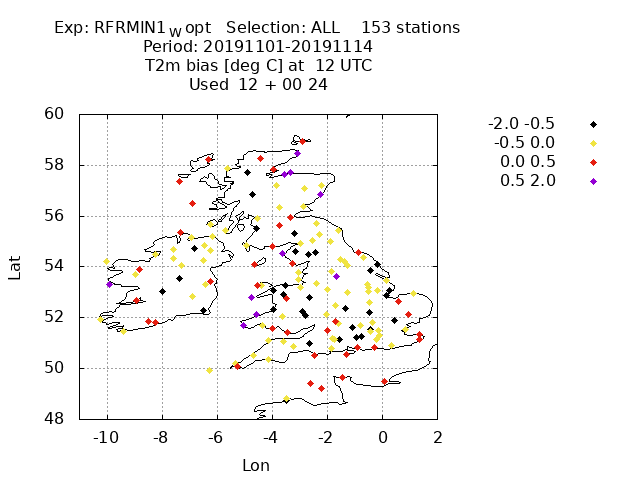 Exp: RFRMIN1 W opt Selection: ALL 153 stations
Period: 20191101-20191114
T2m bias [deg C] at 12 UTC
Used 12 + 00 24
-2.0 -0.5
-0.5 0.0
0.0 0.5
0.5 2.0
60
58
56
54
52
50
48
Lat
-10 -8 -6 -4 -2 0 2
Lon